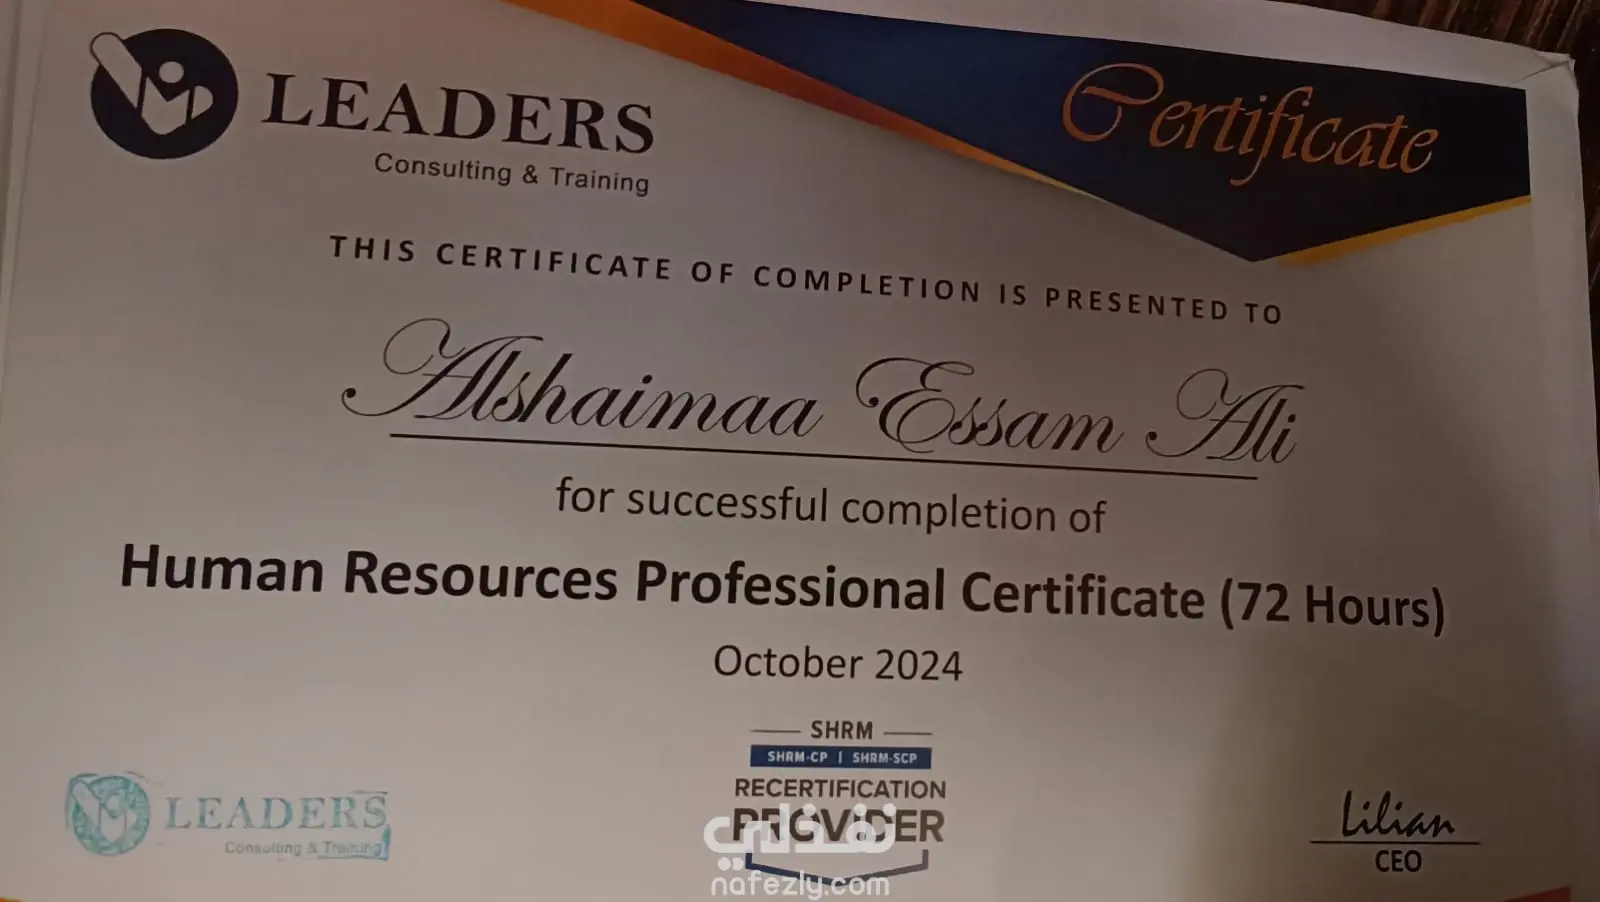 LEADERS
Consulting & Training
Certificate
THIS CERTIFICATE OF COMPLETION IS PRESENTED TO
Alshaimaa Essam Ali
for successful completion of
Human Resources Professional Certificate (72 Hours)
October 2024
SHRM
SHRM-CP | SHRM-SCP
RECERTIFICATION
PROVIDER
نفذلي
nafezly.com
LEADERS
Consulting & Training
Lilian
CEO